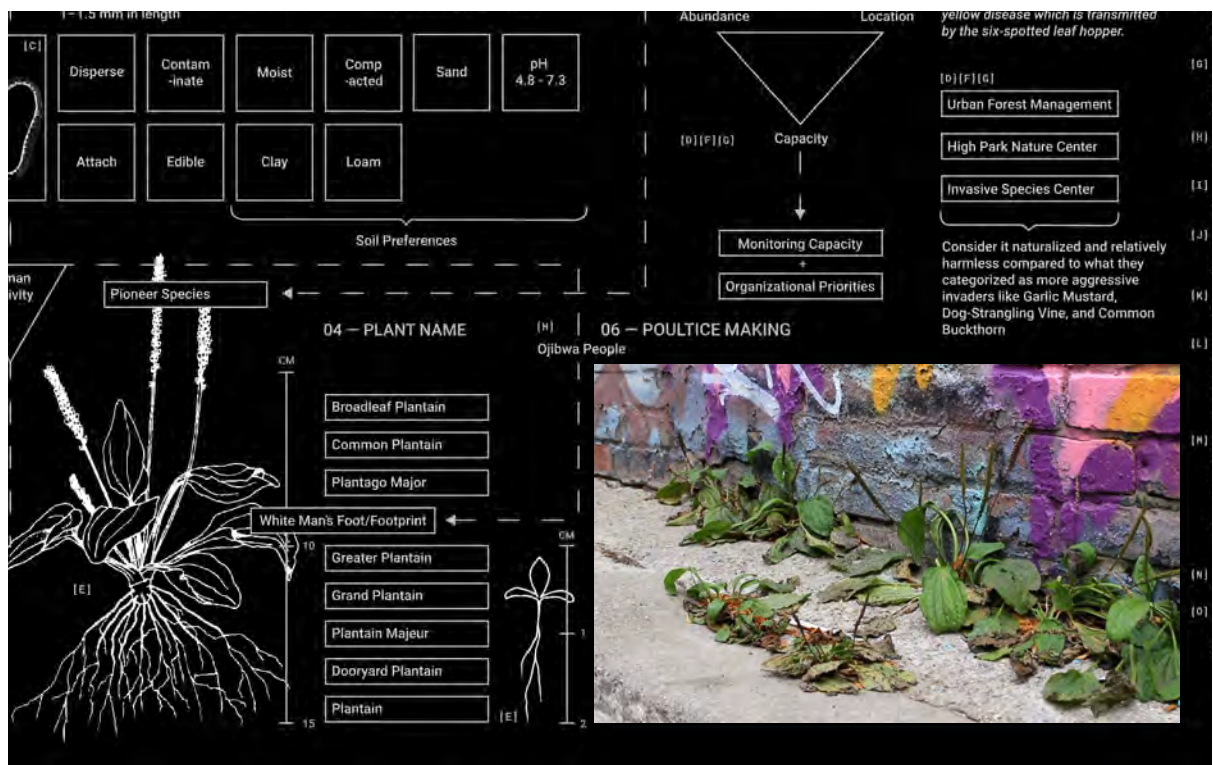 1-1.5 mm in length
[C]
Disperse
Contam
-inate
Moist
Comp
-acted
Sand
pH
4.8 - 7.3
Attach
Edible
Clay
Loam
Soil Preferences
Pioneer Species
04 — PLANT NAME
[H]
Ojibwa People
CM
Broadleaf Plantain
Common Plantain
Plantago Major
White Man's Foot/Footprint
10
Greater Plantain
Grand Plantain
Plantain Majeur
Dooryard Plantain
Plantain
15
[E]
CM
1
2
[E]
Abundance
Location
[D][F][G]
Capacity
Monitoring Capacity
+
Organizational Priorities
06 — POULTICE MAKING
yellow disease which is transmitted
by the six-spotted leaf hopper.
[D][F][G]
Urban Forest Management
High Park Nature Center
Invasive Species Center
Consider it naturalized and relatively
harmless compared to what they
categorized as more aggressive
invaders like Garlic Mustard,
Dog-Strangling Vine, and Common
Buckthorn
[G]
[H]
[I]
[J]
[K]
[L]
[M]
[N]
[O]